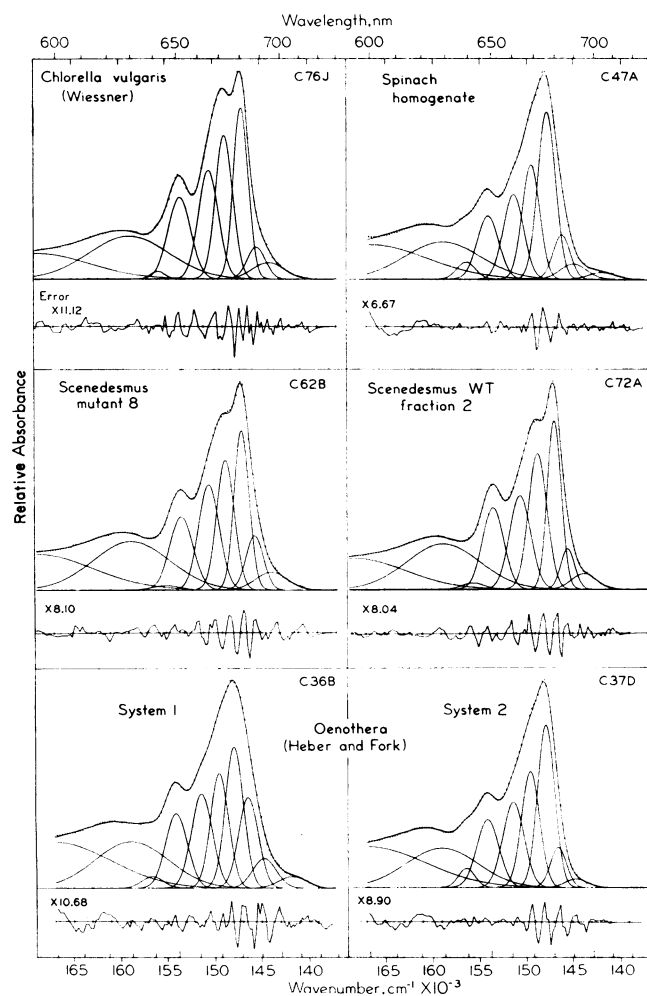 Wavelength,nm
600 650 700 600 650 700
Chlorella vulgaris
(Wiessner)
C76J
Spinach
homogenate
C47A
Error
X11.12
X6.67
Scenedesmus
mutant 8
C62B
Scenedesmus WT
fraction 2
C72A
Relative Absorbance
X8.10
X8.04
System 1
C36B
System 2
C37D
Oenothera
(Heber and Fork)
X10.68
X8.90
165 160 155 150 145 140 165 160 155 150 145 140
Wavenumber, cm⁻¹ X10⁻³